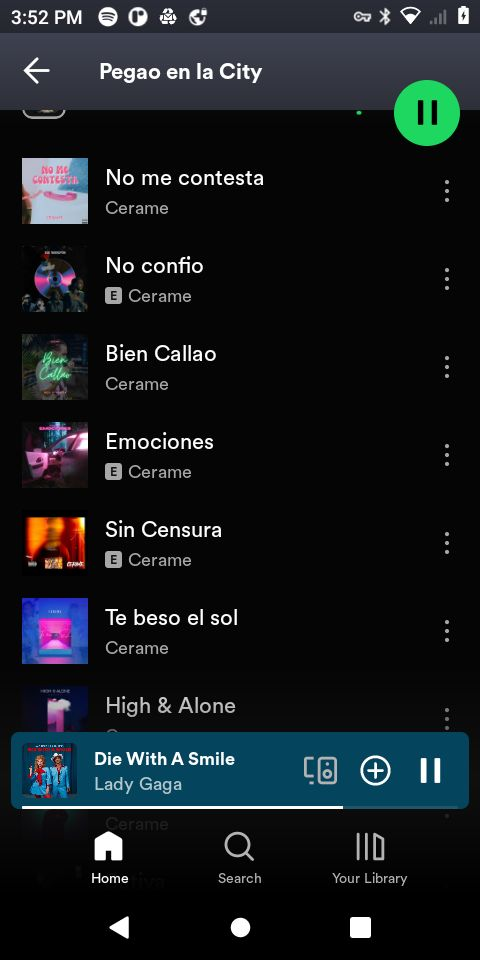 3:52 PM
Pegao en la City
No me contesta
Cerame
No confio
E Cerame
Bien Callao
Cerame
Emociones
E Cerame
Sin Censura
E Cerame
Te beso el sol
Cerame
High & Alone
Die With A Smile
Lady Gaga
Cerame
Home
Search
Your Library